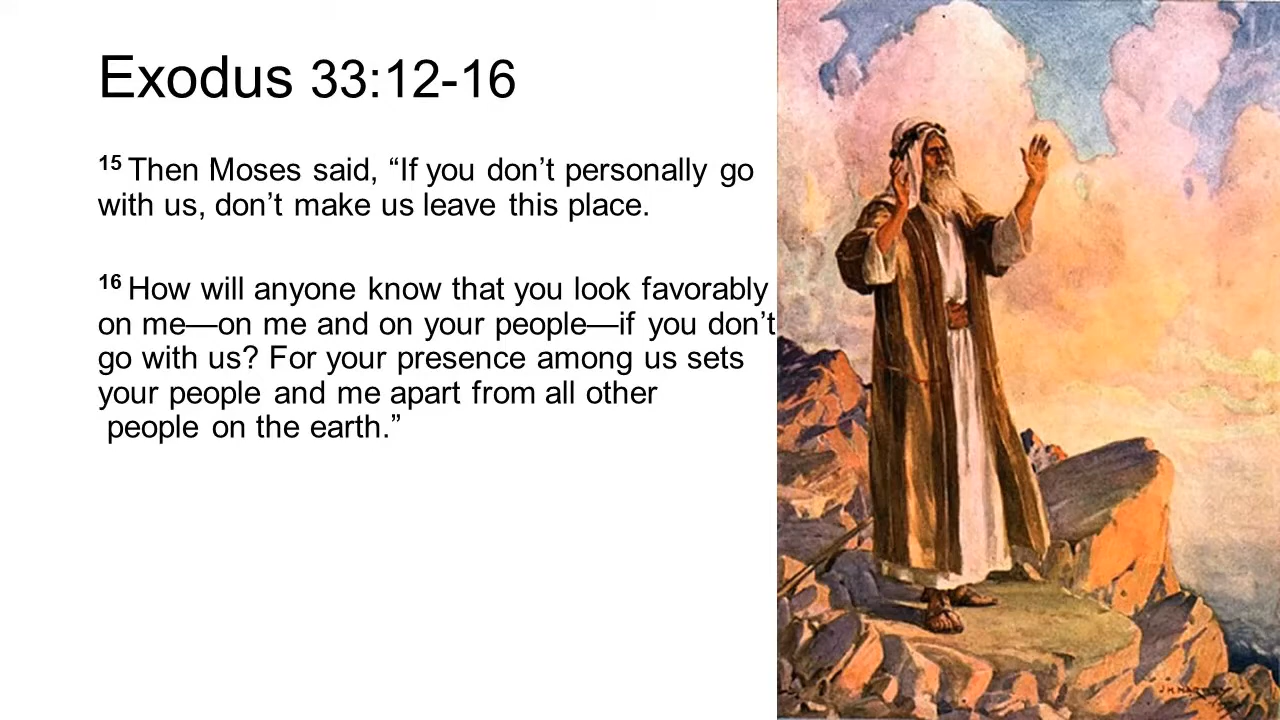 Exodus 33:12-16
15 Then Moses said, “If you don’t personally go
with us, don’t make us leave this place.
16 How will anyone know that you look favorably
on me—on me and on your people—if you don’t
go with us? For your presence among us sets
your people and me apart from all other
people on the earth.”